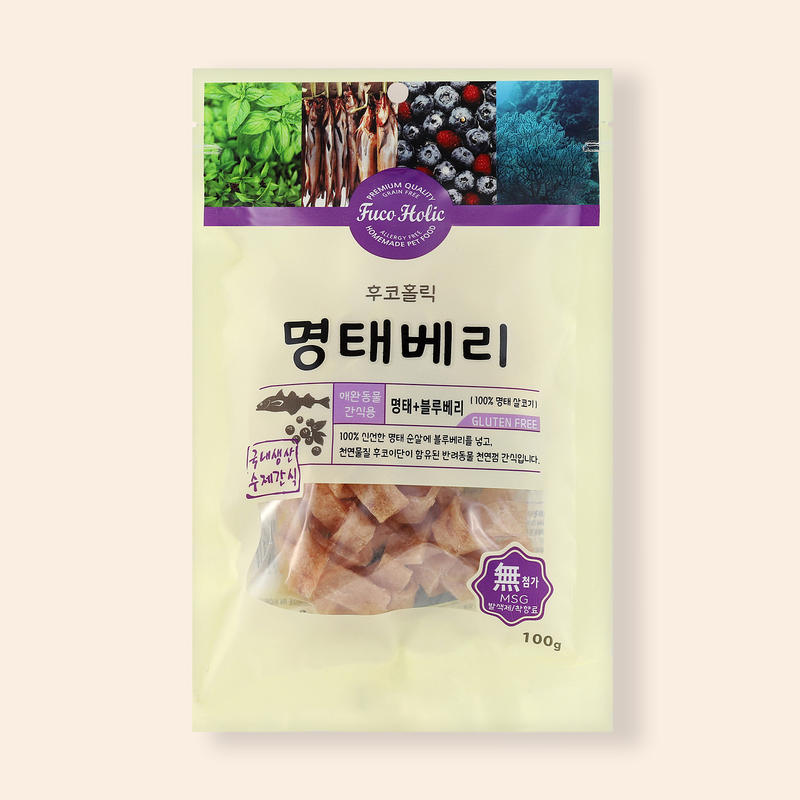 PREMIUM QUALITY
GRAIN FREE
Fuco Holic
ALLERGY FREE
HOMEMADE PET FOOD
후코홀릭
명태베리
애완동물
간식용
명태+블루베리 (100% 명태 살코기)
GLUTEN FREE
100% 신선한 명태 순살에 블루베리를 넣고,
천연물질 후코이단이 함유된 반려동물 천연껌 간식입니다.
국내생산
수제간식
無첨가
MSG
발색제/착향료
100g